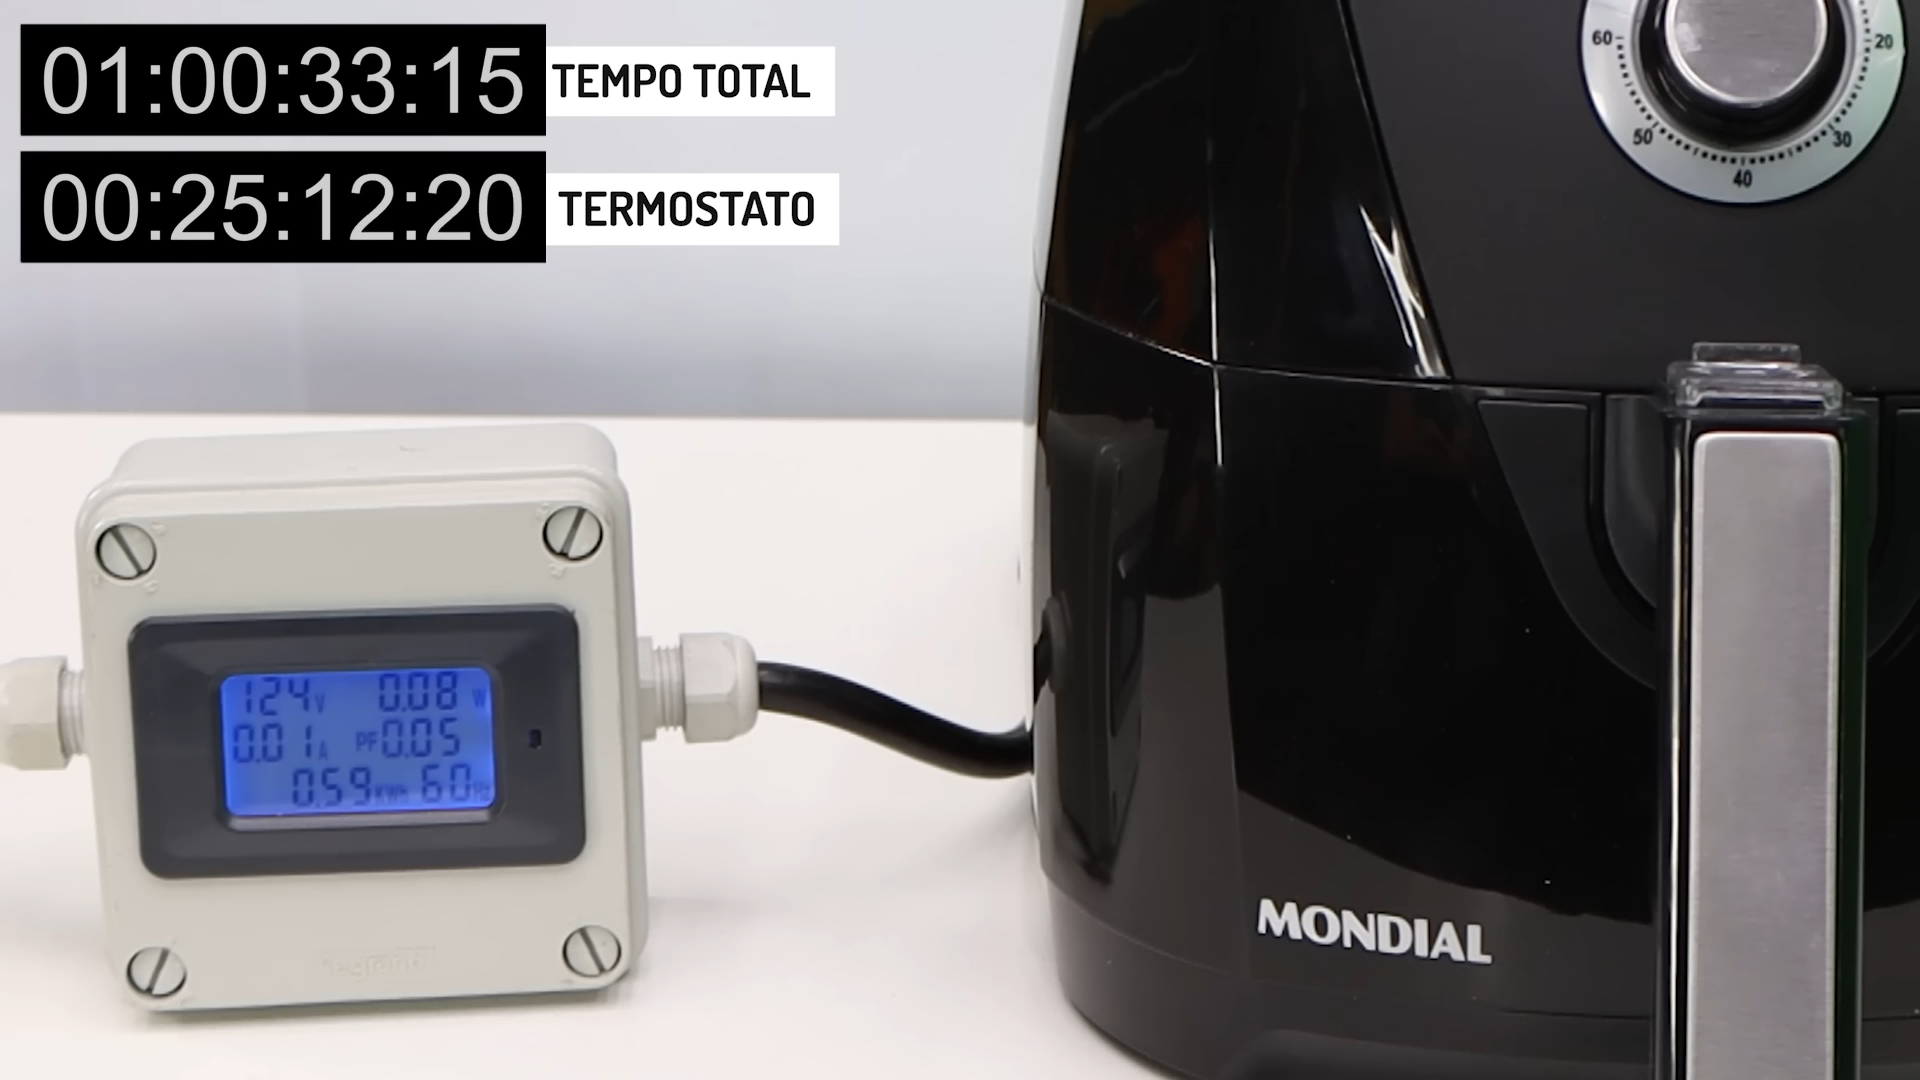 01:00:33:15 TEMPO TOTAL
00:25:12:20 TERMOSTATO
60 20
50 30
40
124V 0.08 W
0.01A PF0.05
0.59KWh 60Hz
MONDIAL